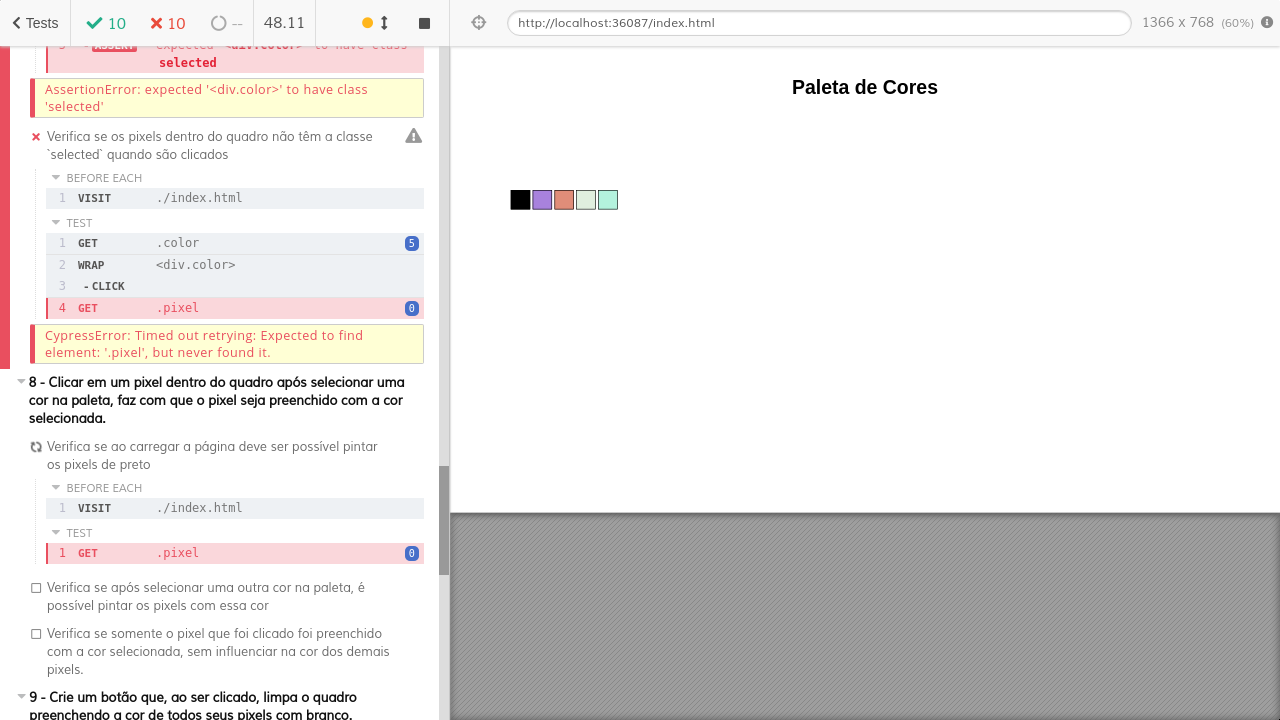 Tests 10 10 -- 48.11
http://localhost:36087/index.html 1366 x 768 (60%)
3 - ASSERT expected '<div.color>' to have class
selected
AssertionError: expected '<div.color>' to have class
'selected'
Verifica se os pixels dentro do quadro não têm a classe
`selected` quando são clicados
BEFORE EACH
1 VISIT ./index.html
TEST
1 GET .color 5
2 WRAP <div.color>
3 - CLICK
4 GET .pixel 0
CypressError: Timed out retrying: Expected to find
element: '.pixel', but never found it.
8 - Clicar em um pixel dentro do quadro após selecionar uma
cor na paleta, faz com que o pixel seja preenchido com a cor
selecionada.
Verifica se ao carregar a página deve ser possível pintar
os pixels de preto
BEFORE EACH
1 VISIT ./index.html
TEST
1 GET .pixel 0
Verifica se após selecionar uma outra cor na paleta, é
possível pintar os pixels com essa cor
Verifica se somente o pixel que foi clicado foi preenchido
com a cor selecionada, sem influenciar na cor dos demais
pixels.
9 - Crie um botão que, ao ser clicado, limpa o quadro
preenchendo a cor de todos seus pixels com branco.
Paleta de Cores